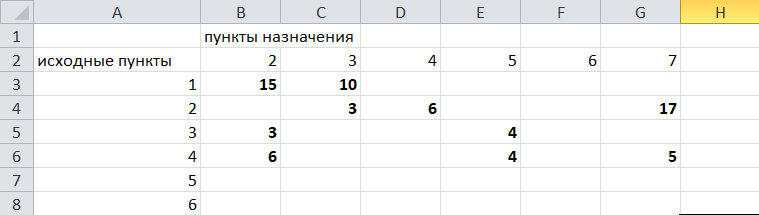 A B C D E F G H
1 пункты назначения
2 исходные пункты 2 3 4 5 6 7
3 1 15 10
4 2 3 6 17
5 3 3 4
6 4 6 4 5
7 5
8 6